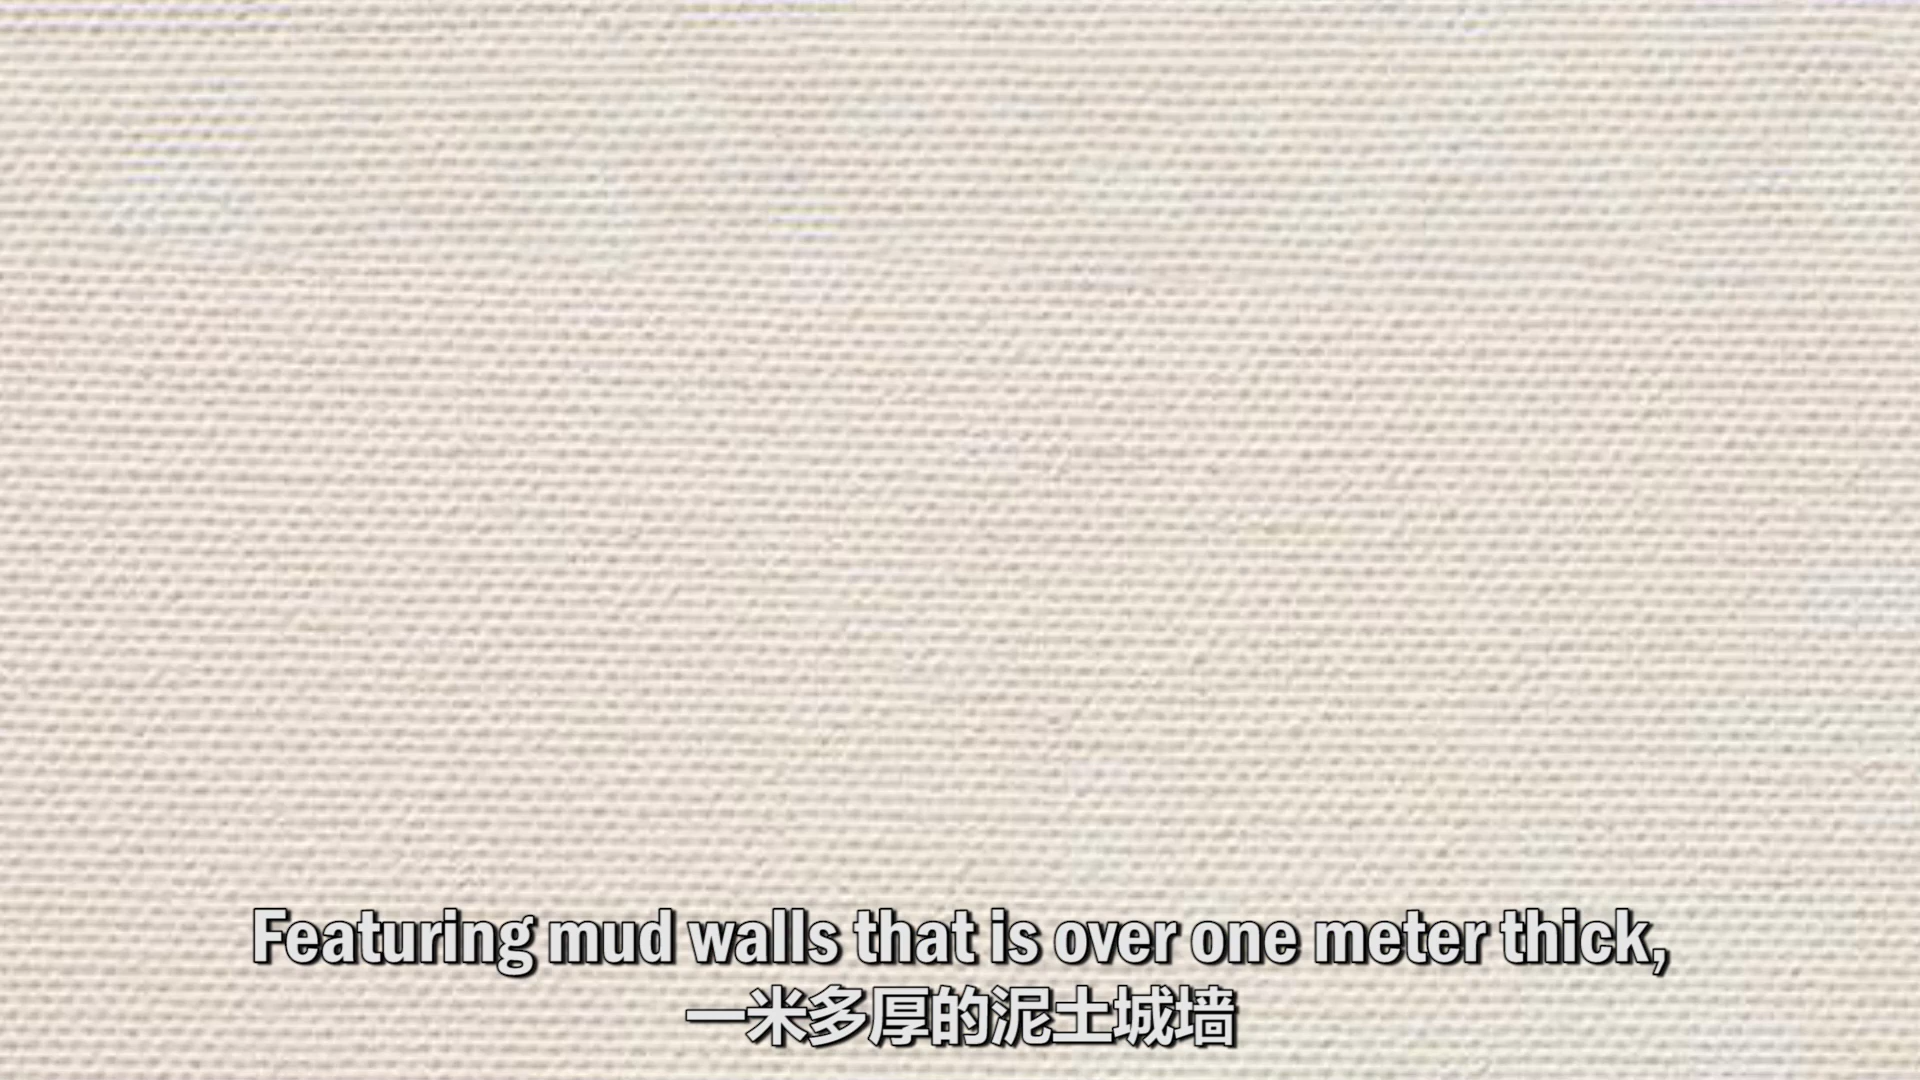 Featuring mud walls that is over one meter thick,
一米多厚的泥土城墙